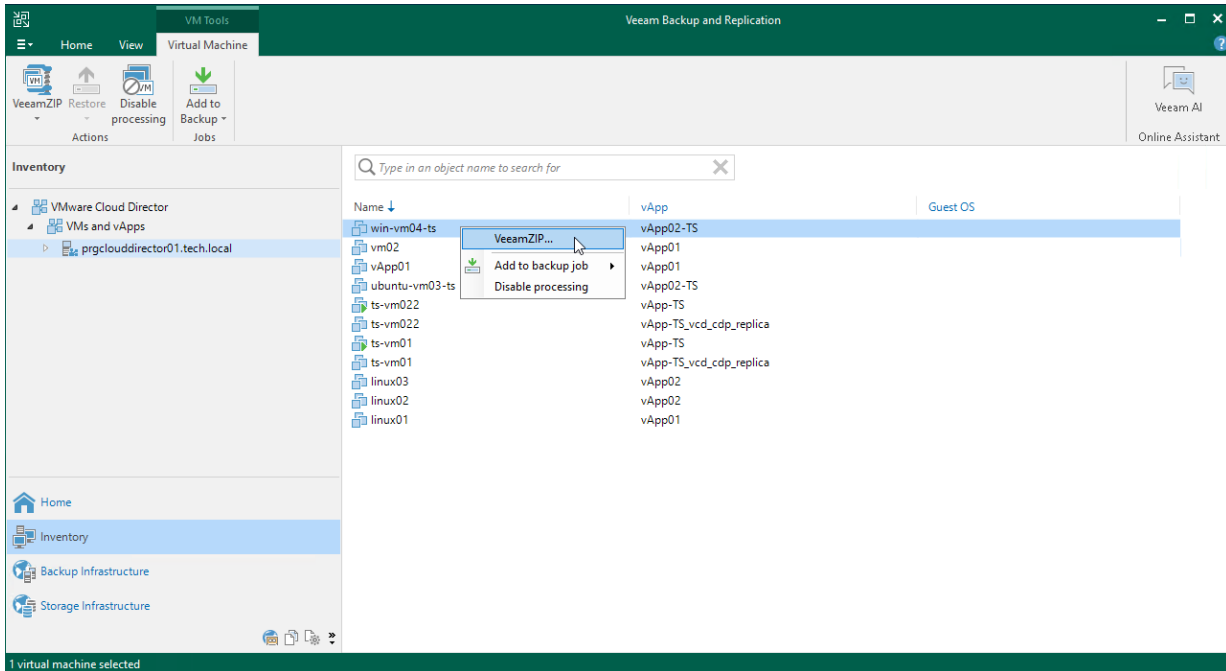 VM Tools
Veeam Backup and Replication
Home View Virtual Machine
VeeamZIP Restore Disable processing Add to Backup
Actions Jobs
Veeam AI
Online Assistant
Inventory
Type in an object name to search for
VMware Cloud Director
VMs and vApps
prgclouddirector01.tech.local
Name vApp Guest OS
win-vm04-ts vApp02-TS
vm02 vApp01
vApp01 vApp01
ubuntu-vm03-ts vApp02-TS
ts-vm022 vApp-TS
ts-vm022 vApp-TS_vcd_cdp_replica
ts-vm01 vApp-TS
ts-vm01 vApp-TS_vcd_cdp_replica
linux03 vApp02
linux02 vApp02
linux01 vApp01
VeeamZIP...
Add to backup job
Disable processing
Home
Inventory
Backup Infrastructure
Storage Infrastructure
1 virtual machine selected